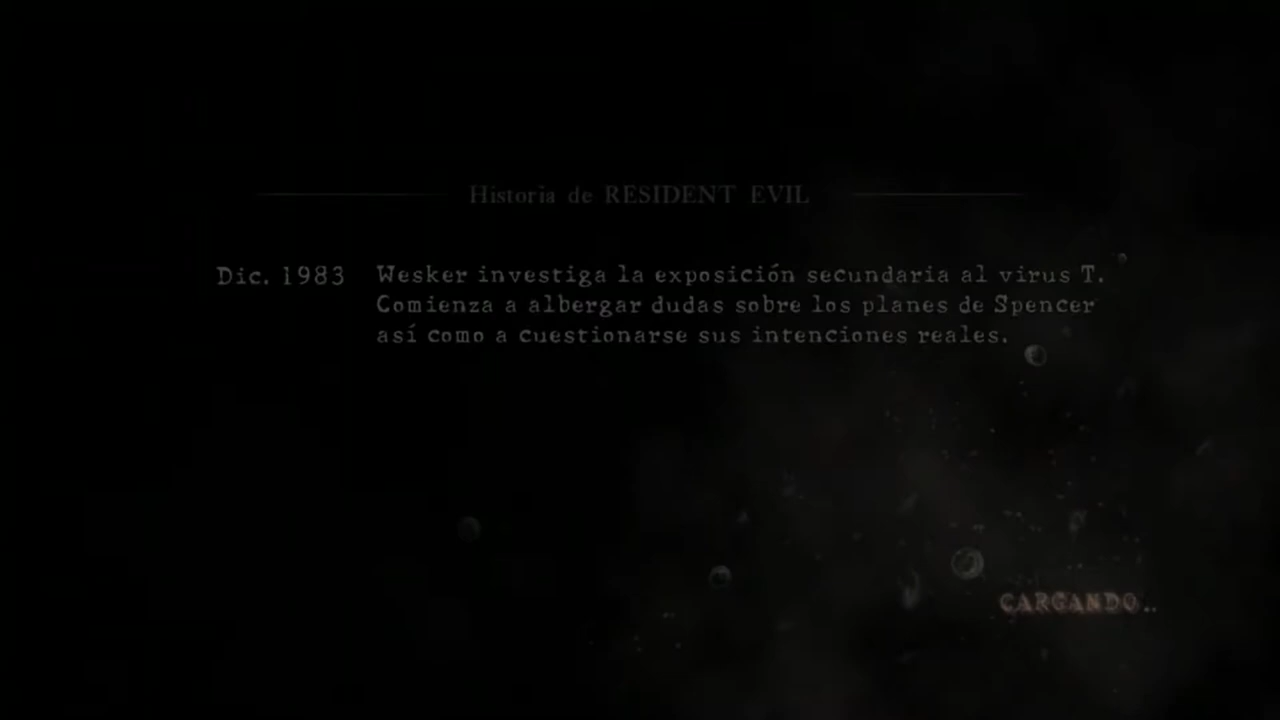 Historia de RESIDENT EVIL
Dic. 1983 Wesker investiga la exposición secundaria al virus T.
Comienza a albergar dudas sobre los planes de Spencer
así como a cuestionarse sus intenciones reales.
CARGANDO..